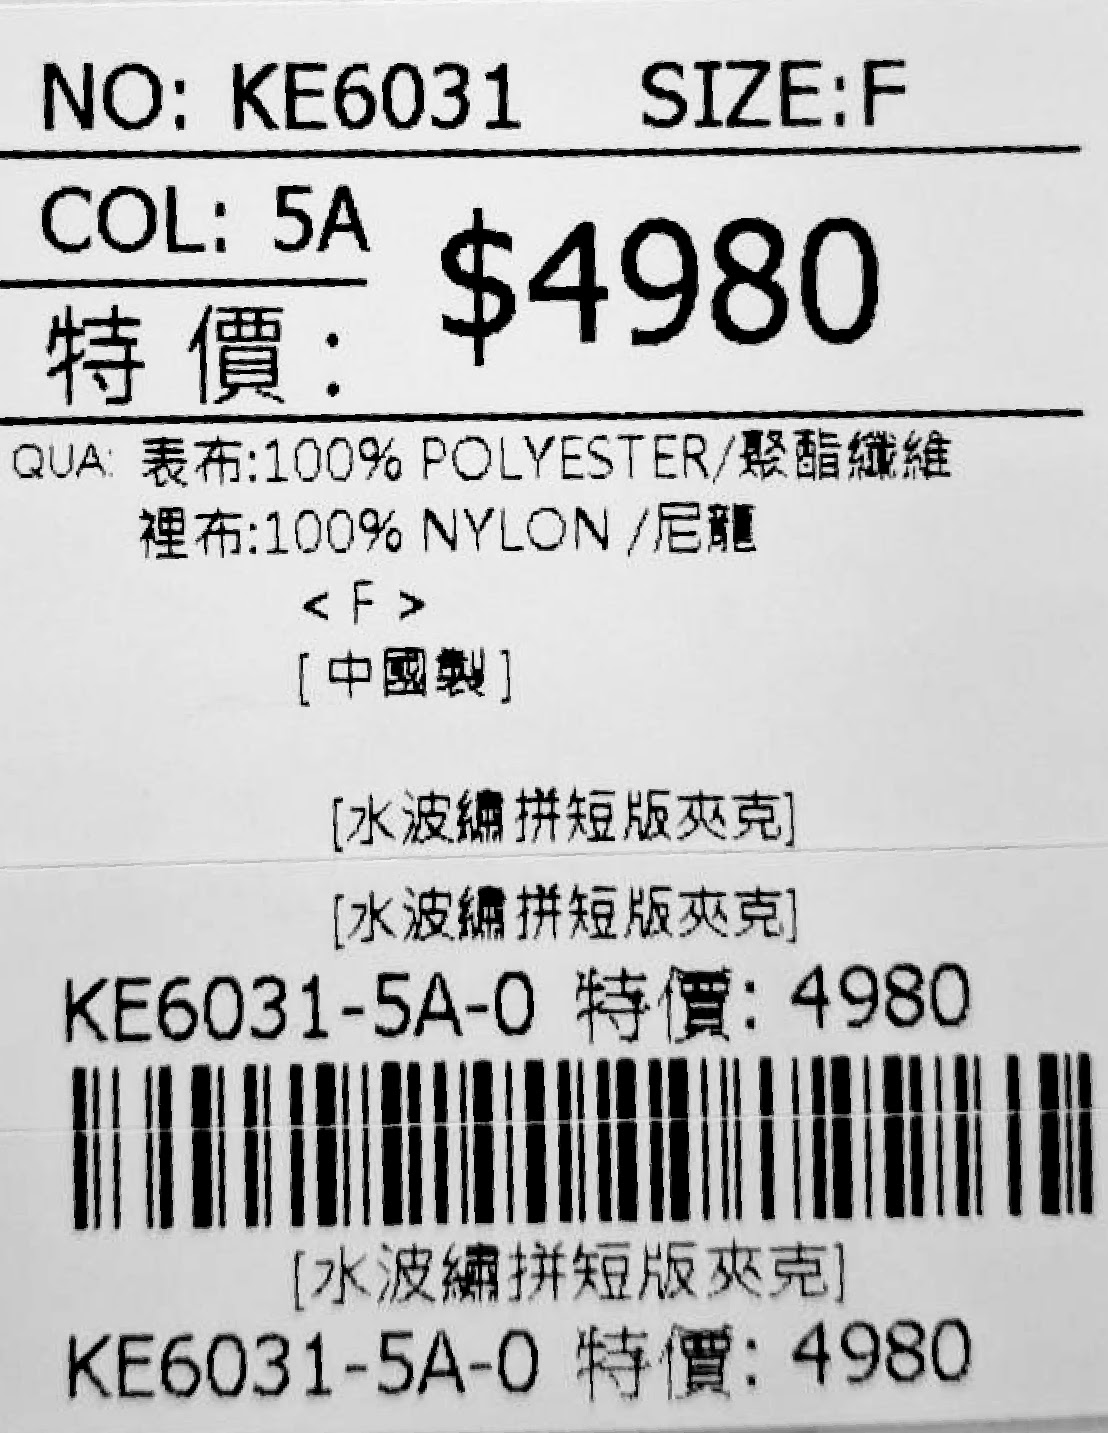 NO: KE6031 SIZE:F
COL: 5A
$4980
特價:
QUA: 表布:100% POLYESTER/聚酯纖維
裡布:100% NYLON /尼龍
< F >
[中國製]
[水波繡拼短版夾克]
[水波繡拼短版夾克]
KE6031-5A-0 特價: 4980
[水波繡拼短版夾克]
KE6031-5A-0 特價: 4980